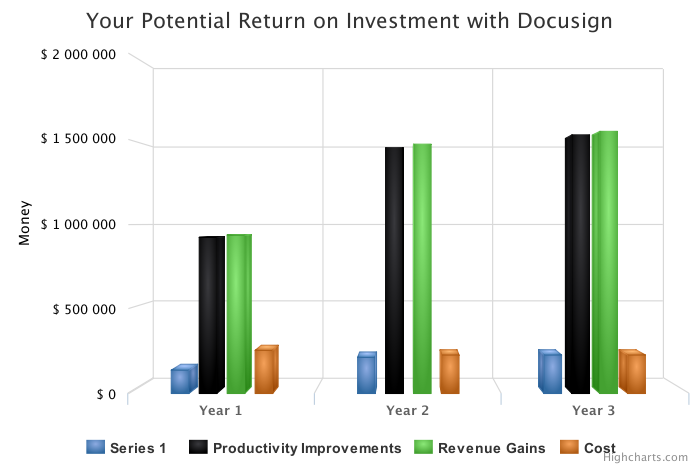 Your Potential Return on Investment with Docusign
$ 2 000 000
$ 1 500 000
$ 1 000 000
$ 500 000
$ 0
Money
Year 1
Year 2
Year 3
Series 1
Productivity Improvements
Revenue Gains
Cost
Highcharts.com